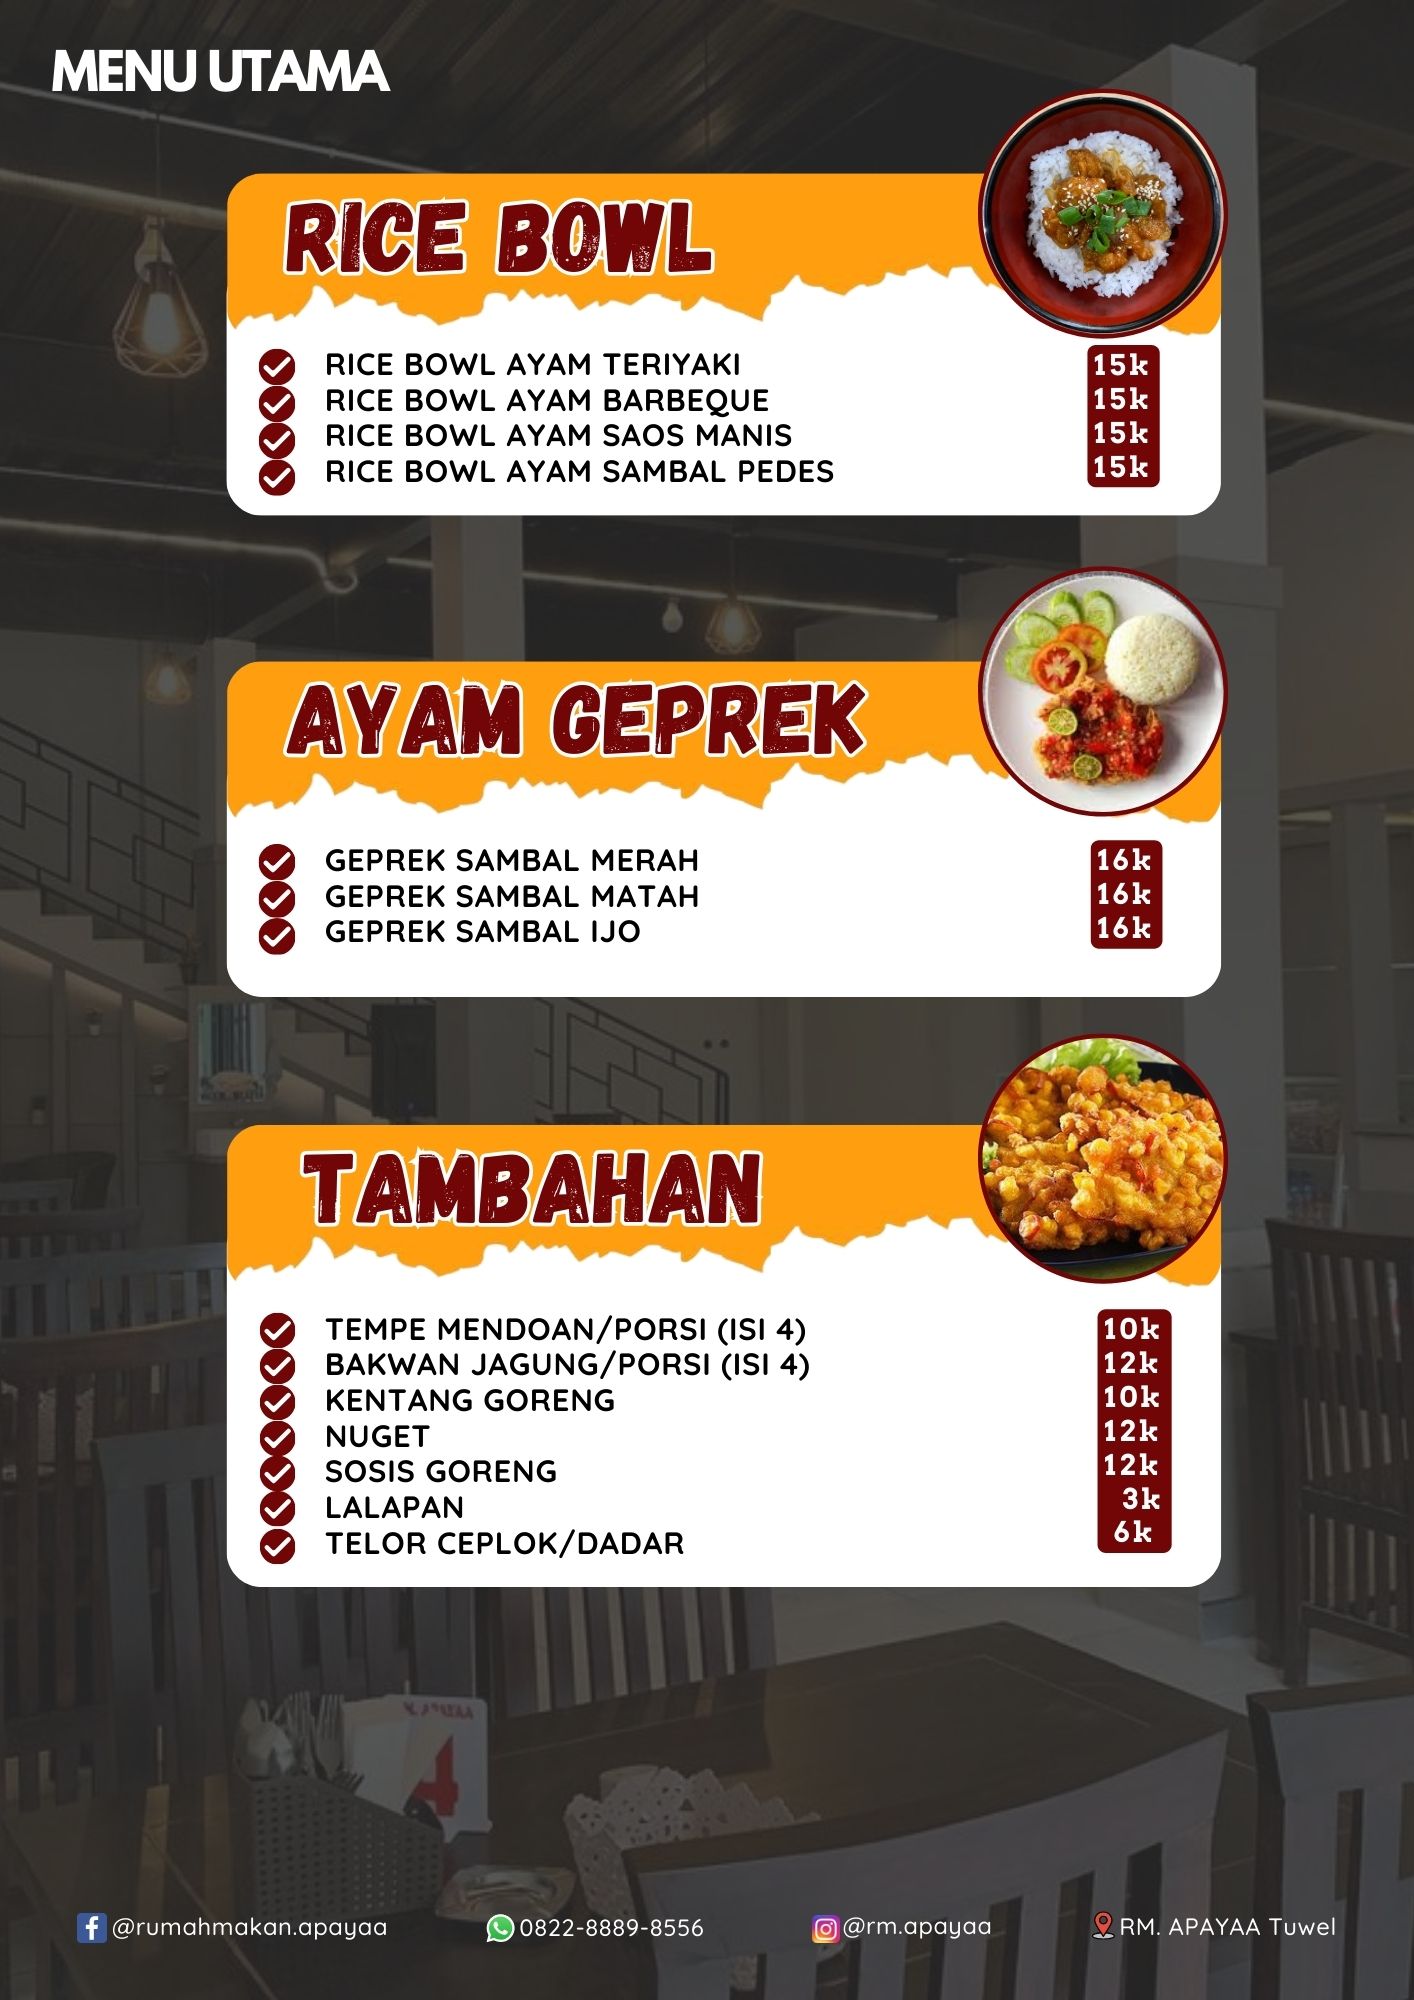 MENU UTAMA
RICE BOWL
RICE BOWL AYAM TERIYAKI 15k
RICE BOWL AYAM BARBEQUE 15k
RICE BOWL AYAM SAOS MANIS 15k
RICE BOWL AYAM SAMBAL PEDES 15k
AYAM GEPREK
GEPREK SAMBAL MERAH 16k
GEPREK SAMBAL MATAH 16k
GEPREK SAMBAL IJO 16k
TAMBAHAN
TEMPE MENDOAN/PORSI (ISI 4) 10k
BAKWAN JAGUNG/PORSI (ISI 4) 12k
KENTANG GORENG 10k
NUGET 12k
SOSIS GORENG 12k
LALAPAN 3k
TELOR CEPLOK/DADAR 6k
4
@rumahmakan.apayaa 0822-8889-8556 @rm.apayaa RM. APAYAA Tuwel